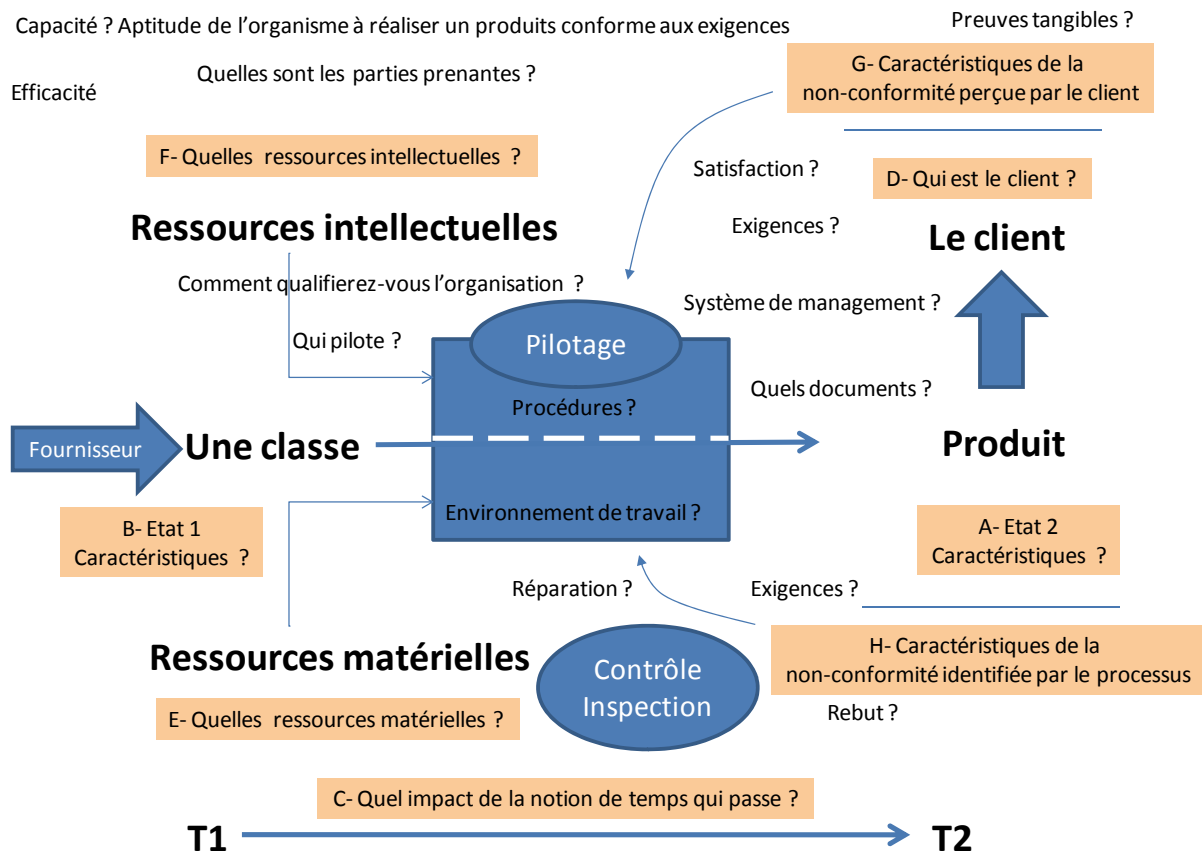 Capacité ? Aptitude de l'organisme à réaliser un produits conforme aux exigences
Preuves tangibles ?
Efficacité
Quelles sont les parties prenantes ?
G- Caractéristiques de la
non-conformité perçue par le client
F- Quelles ressources intellectuelles ?
Satisfaction ?
D- Qui est le client ?
Ressources intellectuelles
Exigences ?
Le client
Comment qualifierez-vous l'organisation ?
Système de management ?
Qui pilote ?
Pilotage
Quels documents ?
Procédures ?
Fournisseur
Une classe
Produit
Environnement de travail ?
B- Etat 1
Caractéristiques ?
A- Etat 2
Caractéristiques ?
Réparation ?
Exigences ?
Ressources matérielles
Contrôle
Inspection
H- Caractéristiques de la
non-conformité identifiée par le processus
E- Quelles ressources matérielles ?
Rebut ?
C- Quel impact de la notion de temps qui passe ?
T1
T2